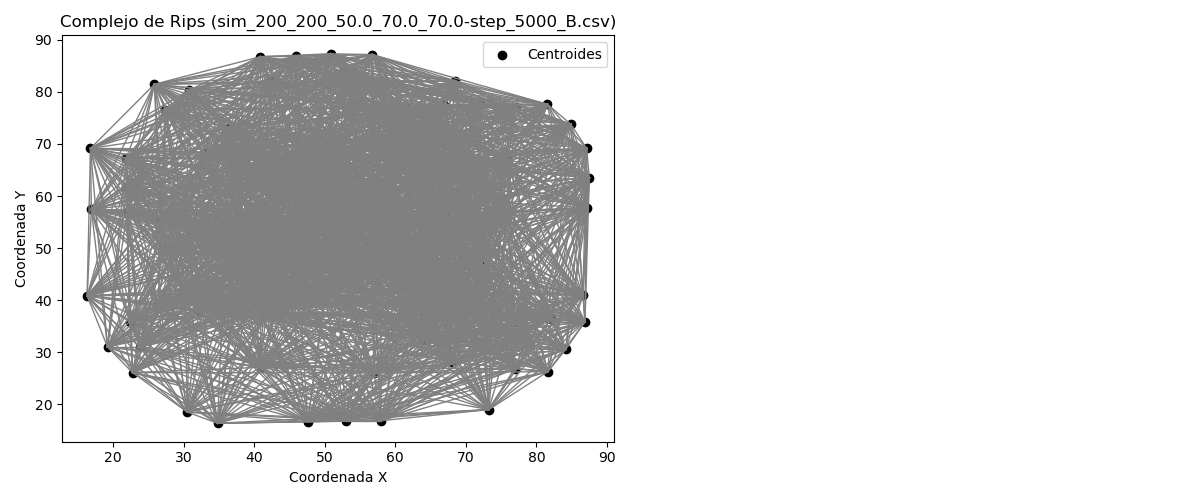 Complejo de Rips (sim_200_200_50.0_70.0_70.0-step_5000_B.csv)
Centroides
90
80
70
60
50
40
30
20
Coordenada Y
20 30 40 50 60 70 80 90
Coordenada X